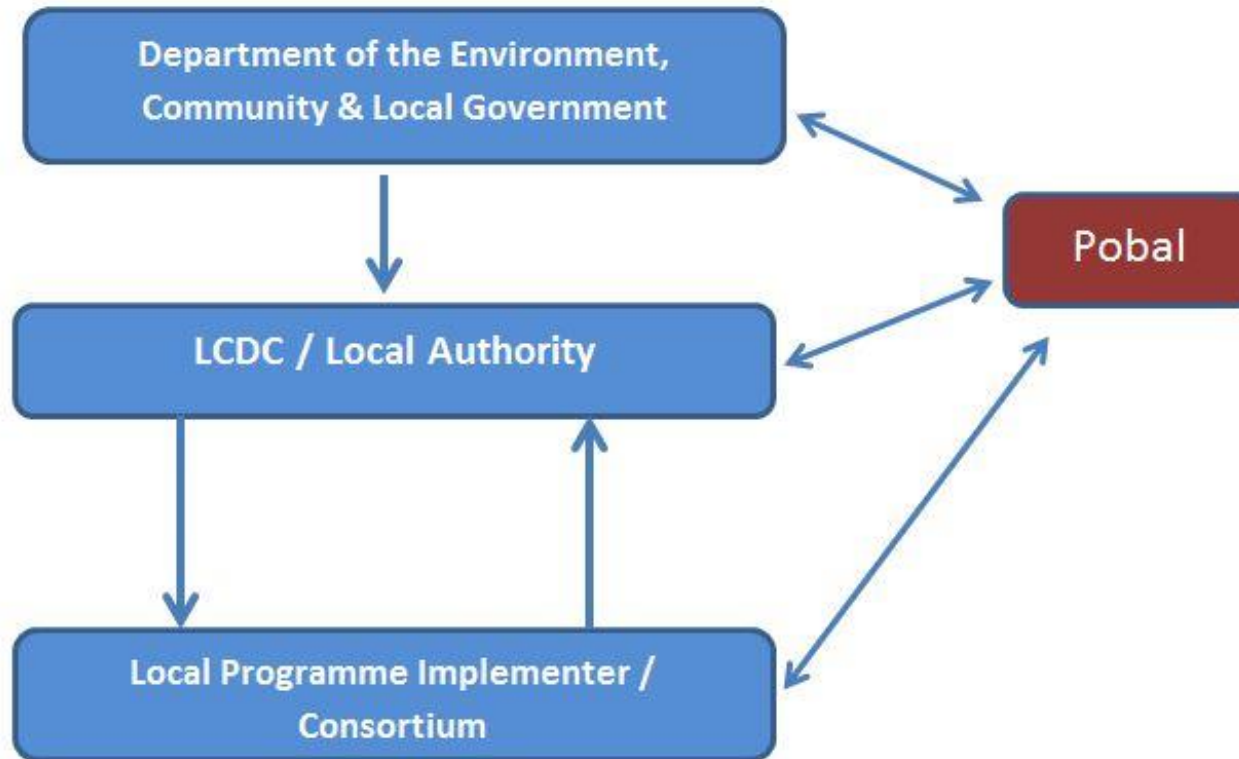 Department of the Environment,
Community & Local Government
Pobal
LCDC / Local Authority
Local Programme Implementer /
Consortium